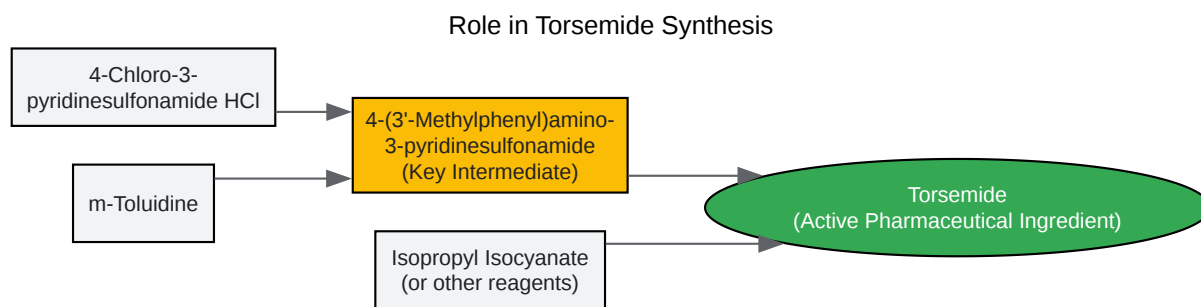 Role in Torsemide Synthesis
4-Chloro-3-
pyridinesulfonamide HCl
4-(3'-Methylphenyl)amino-
3-pyridinesulfonamide
(Key Intermediate)
m-Toluidine
Torsemide
(Active Pharmaceutical Ingredient)
Isopropyl Isocyanate
(or other reagents)